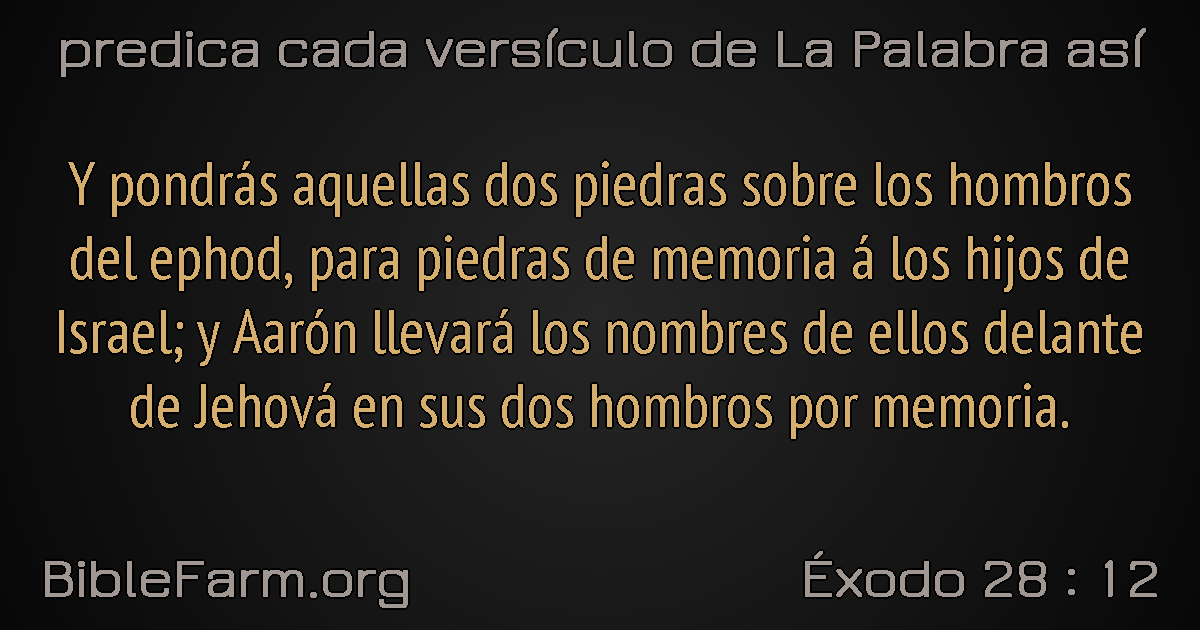 predica cada versículo de La Palabra así
Y pondrás aquellas dos piedras sobre los hombros
del ephod, para piedras de memoria á los hijos de
Israel; y Aarón llevará los nombres de ellos delante
de Jehová en sus dos hombros por memoria.
BibleFarm.org
Éxodo 28 : 12